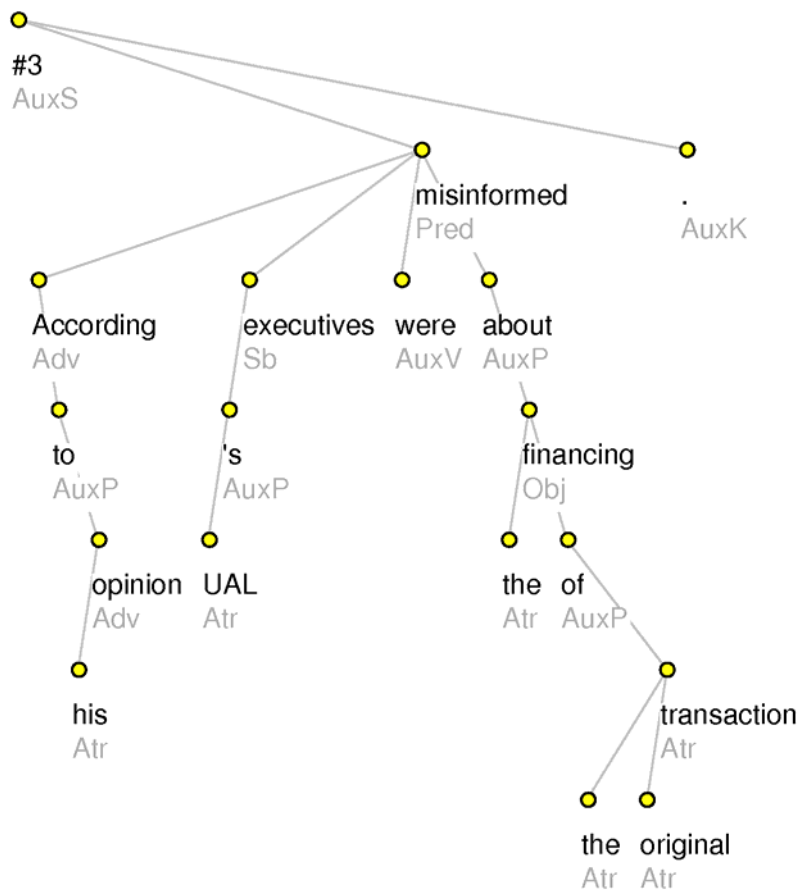 #3
AuxS
misinformed .
Pred AuxK
According executives were about
Adv Sb AuxV AuxP
to 's financing
AuxP AuxP Obj
opinion UAL the of
Adv Atr Atr AuxP
his transaction
Atr Atr
the original
Atr Atr